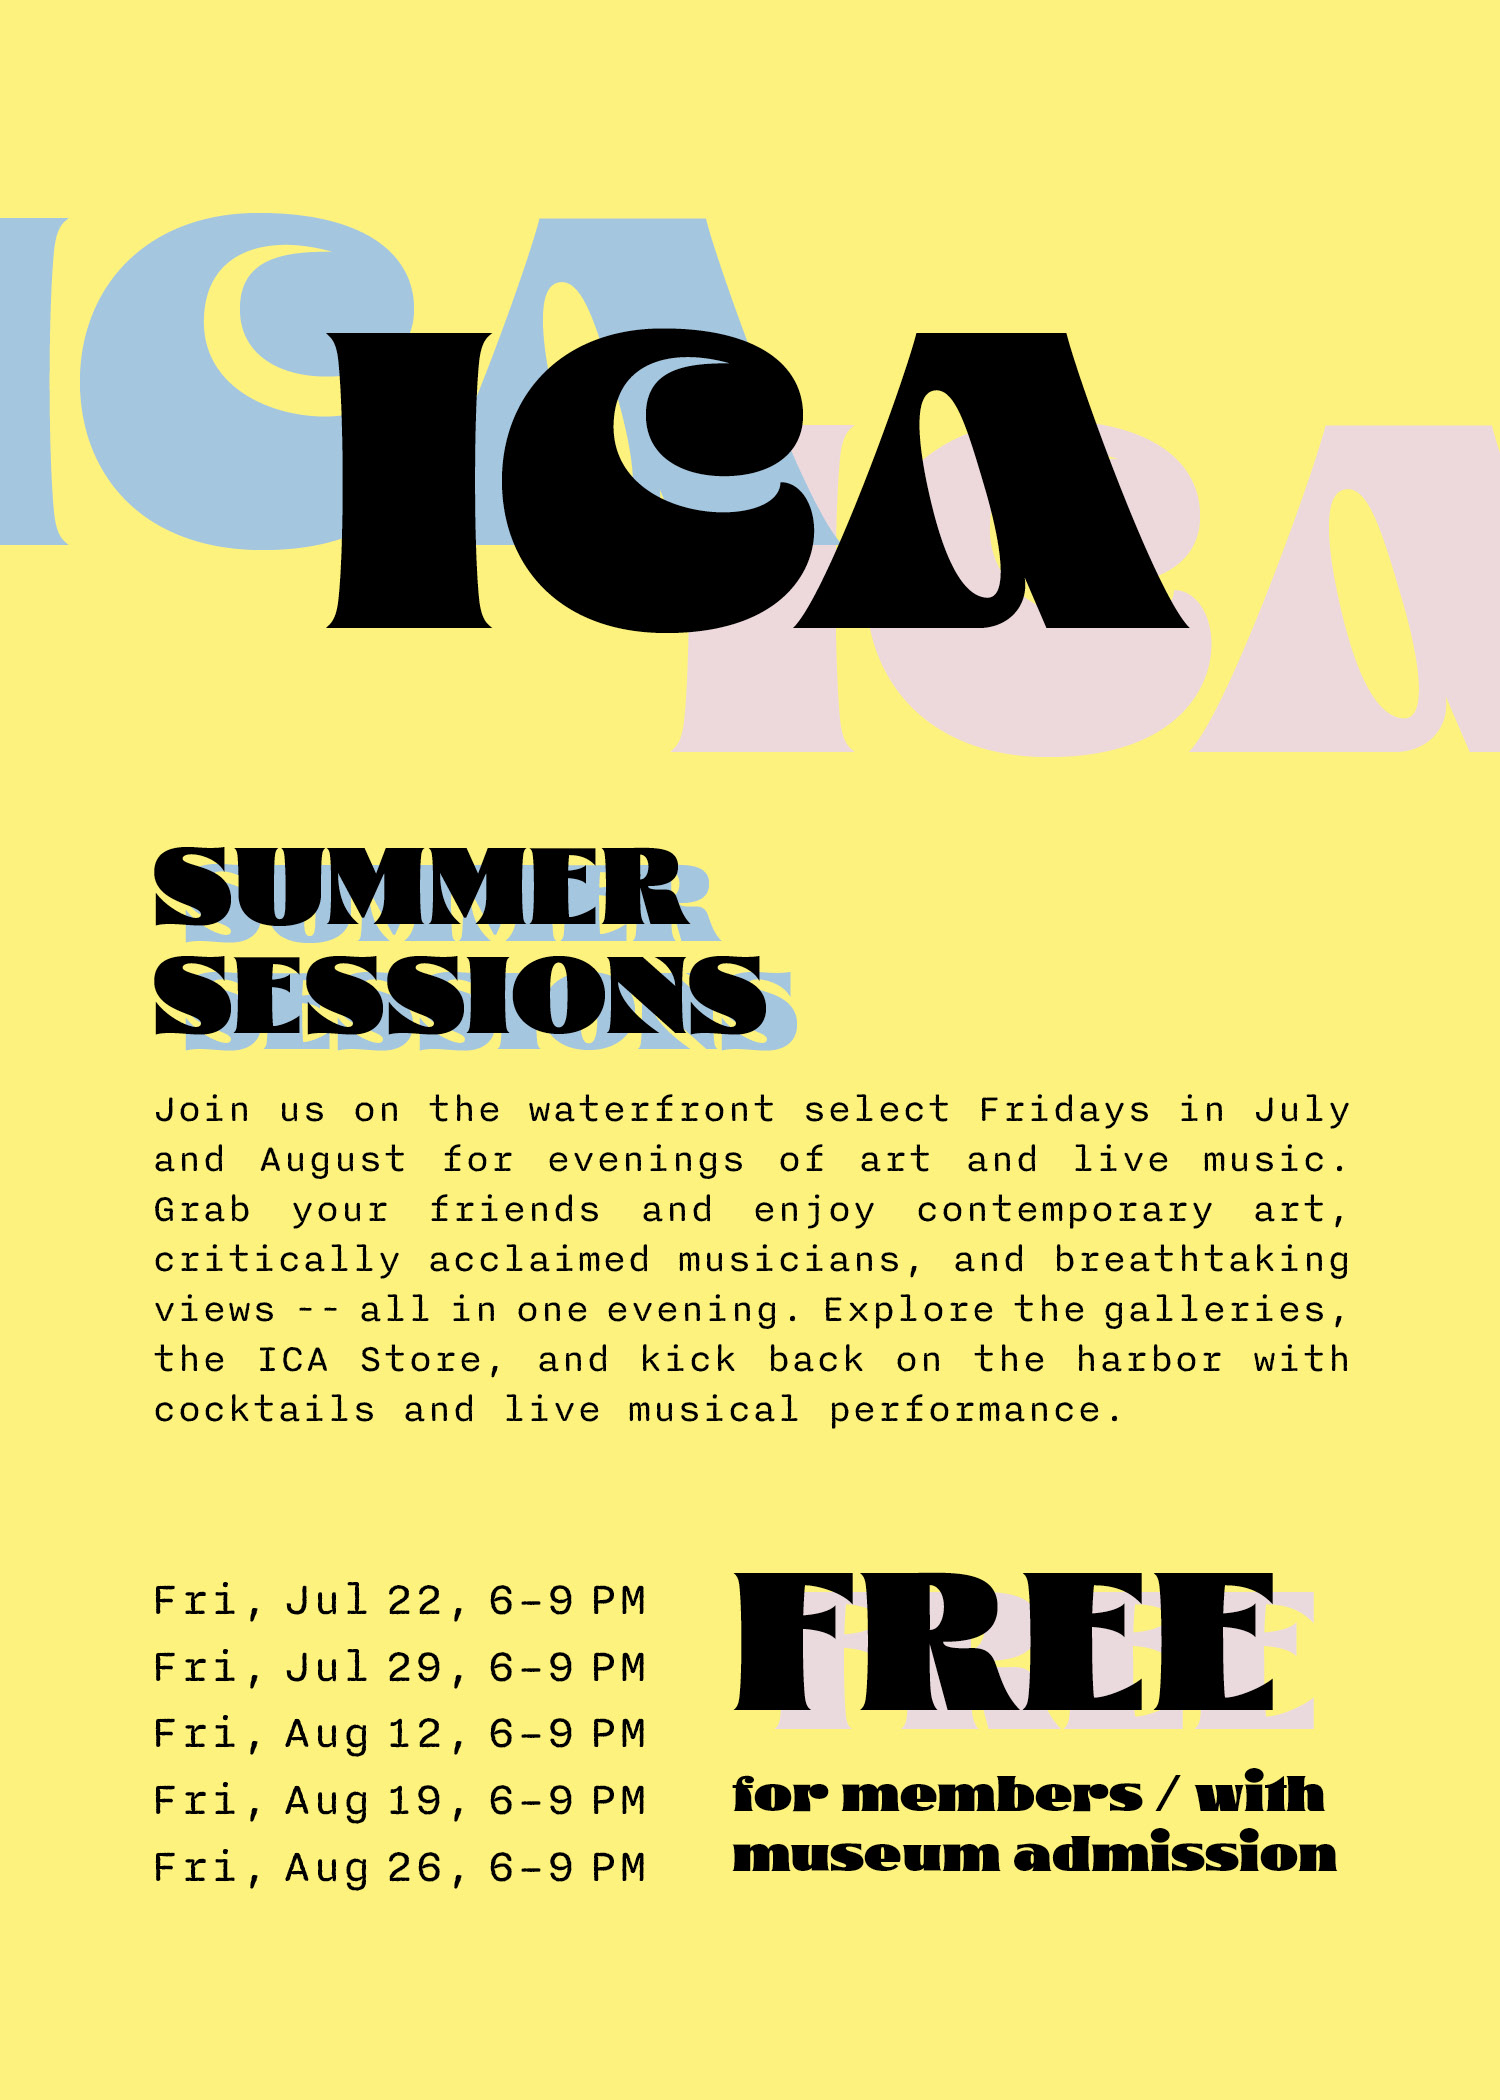 ICA
ICA
ICA
SUMMER
SESSIONS
Join us on the waterfront select Fridays in July
and August for evenings of art and live music.
Grab your friends and enjoy contemporary art,
critically acclaimed musicians, and breathtaking
views -- all in one evening. Explore the galleries,
the ICA Store, and kick back on the harbor with
cocktails and live musical performance.
Fri, Jul 22, 6–9 PM
Fri, Jul 29, 6–9 PM
Fri, Aug 12, 6–9 PM
Fri, Aug 19, 6–9 PM
Fri, Aug 26, 6–9 PM
FREE
for members / with
museum admission